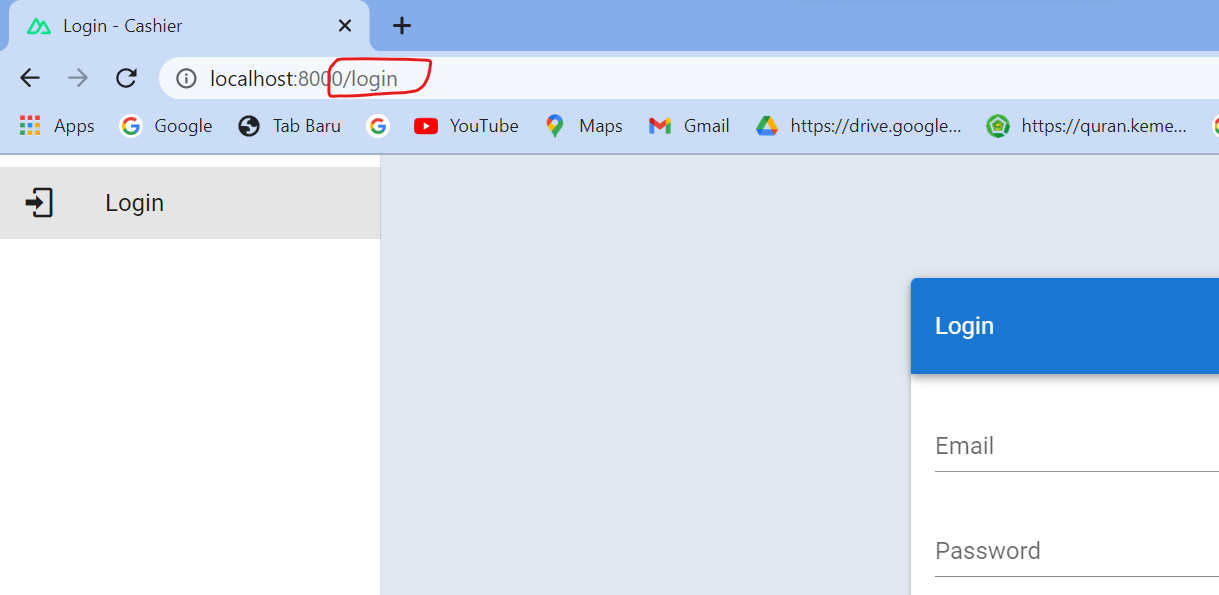 Login - Cashier
localhost:8000/login
Apps Google Tab Baru YouTube Maps Gmail https://drive.google... https://quran.keme...
Login
Login
Email
Password